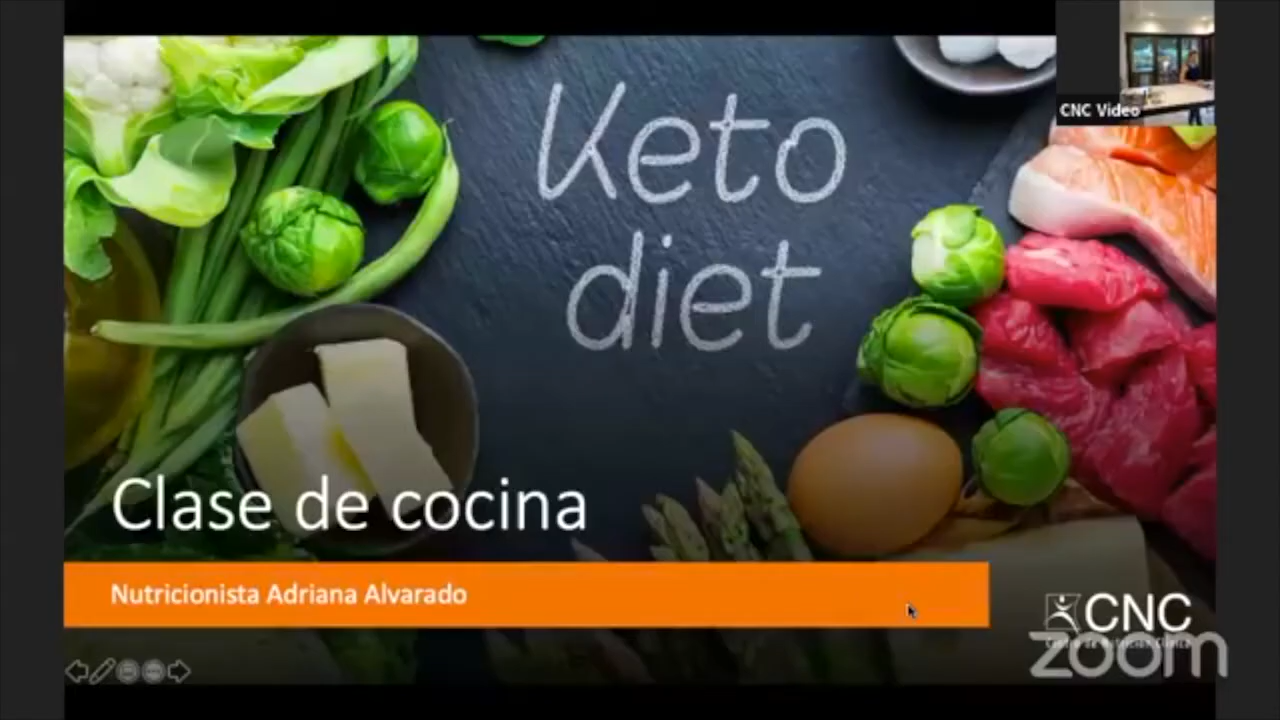 CNC Video
Keto
diet
Clase de cocina
Nutricionista Adriana Alvarado
CNC
zoom